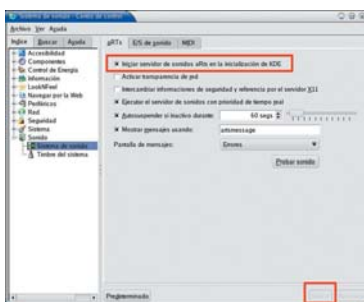 Sistema de sonido - Centro de control
Archivo Ver Ayuda
Índice Buscar Ayuda
Accesibilidad
Componentes
Control de Energía
Información
LookNFeel
Navegar por la Web
Periféricos
Red
Seguridad
Sistema
Sonido
Sistema de sonido
Timbre del sistema
aRTs E/S de sonido MIDI
Iniciar servidor de sonidos aRts en la inicialización de KDE
Activar transparencia de red
Intercambiar informaciones de seguridad y referencia por el servidor X11
Ejecutar el servidor de sonidos con prioridad de tiempo real
Autosuspender si inactivo durante: 60 segs
Mostrar mensajes usando: artsmessage
Pantalla de mensajes: Errores
Probar sonido
Predeterminado